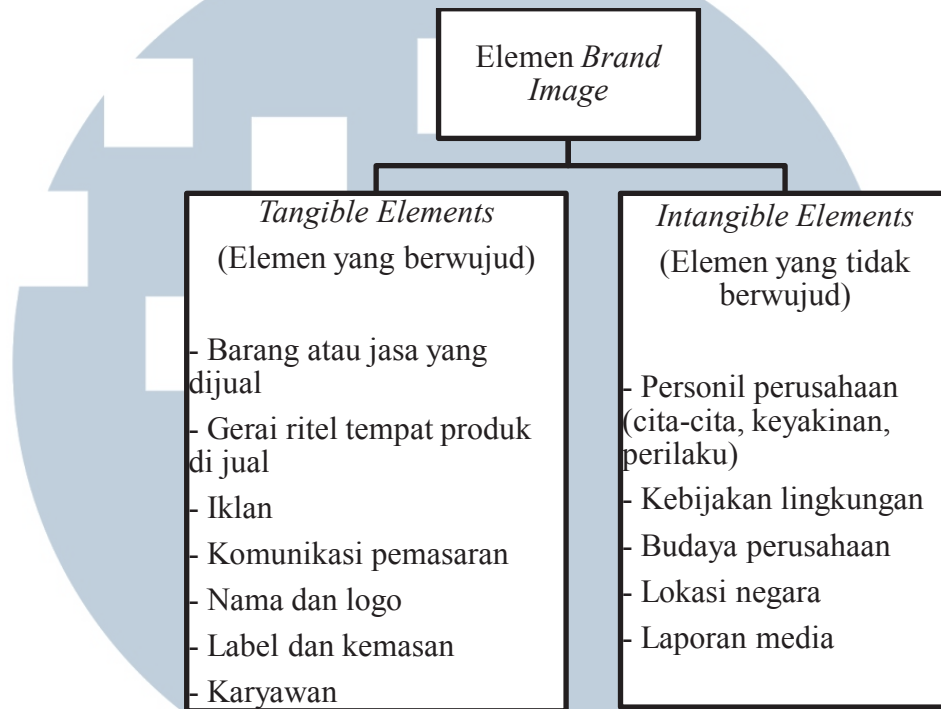 Elemen Brand
Image
Tangible Elements
(Elemen yang berwujud)
- Barang atau jasa yang
dijual
- Gerai ritel tempat produk
di jual
- Iklan
- Komunikasi pemasaran
- Nama dan logo
- Label dan kemasan
- Karyawan
Intangible Elements
(Elemen yang tidak
berwujud)
- Personil perusahaan
(cita-cita, keyakinan,
perilaku)
- Kebijakan lingkungan
- Budaya perusahaan
- Lokasi negara
- Laporan media